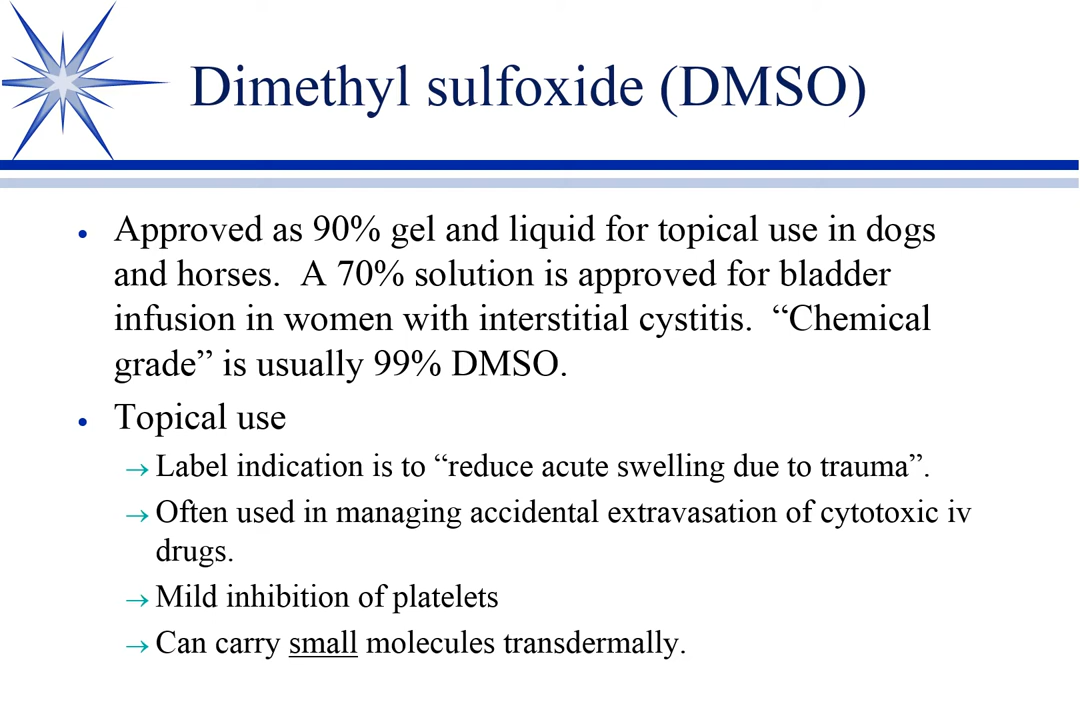 Dimethyl sulfoxide (DMSO)
• Approved as 90% gel and liquid for topical use in dogs
and horses.  A 70% solution is approved for bladder
infusion in women with interstitial cystitis.  “Chemical
grade” is usually 99% DMSO.
• Topical use
→ Label indication is to “reduce acute swelling due to trauma”.
→ Often used in managing accidental extravasation of cytotoxic iv
drugs.
→ Mild inhibition of platelets
→ Can carry small molecules transdermally.